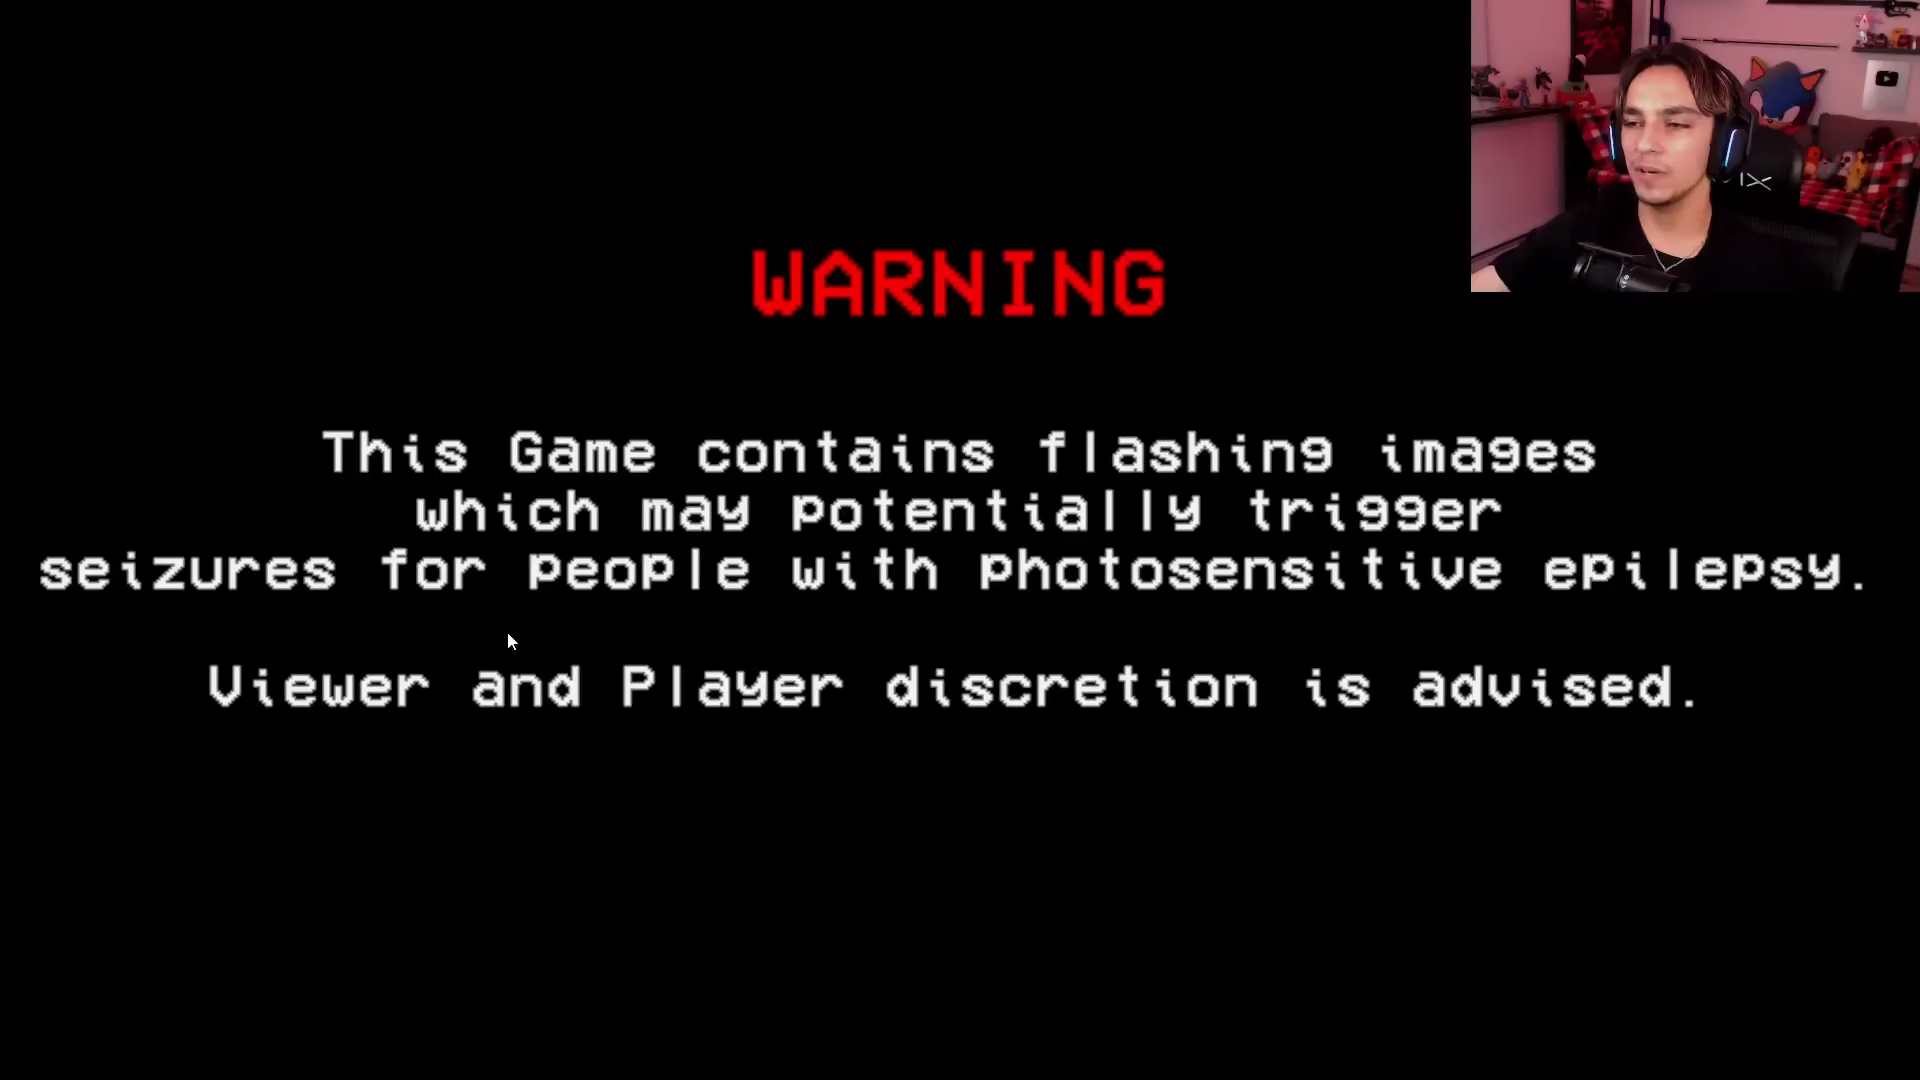 WARNING
This Game contains flashing images
which may potentially trigger
seizures for people with photosensitive epilepsy.
Viewer and Player discretion is advised.